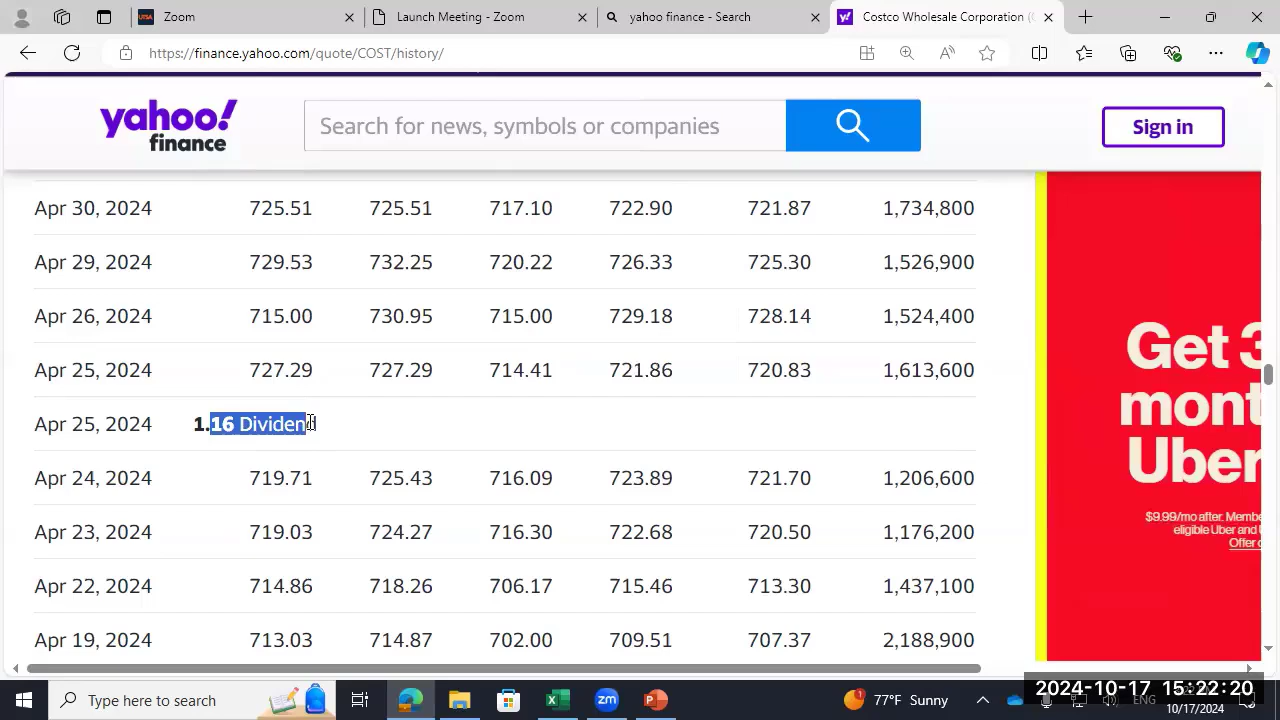 UTSA Zoom
Launch Meeting - Zoom
yahoo finance - Search
Costco Wholesale Corporation (
https://finance.yahoo.com/quote/COST/history/
yahoo!
finance
Search for news, symbols or companies
Sign in
Apr 30, 2024 725.51 725.51 717.10 722.90 721.87 1,734,800
Apr 29, 2024 729.53 732.25 720.22 726.33 725.30 1,526,900
Apr 26, 2024 715.00 730.95 715.00 729.18 728.14 1,524,400
Apr 25, 2024 727.29 727.29 714.41 721.86 720.83 1,613,600
Apr 25, 2024 1.16 Dividend
Apr 24, 2024 719.71 725.43 716.09 723.89 721.70 1,206,600
Apr 23, 2024 719.03 724.27 716.30 722.68 720.50 1,176,200
Apr 22, 2024 714.86 718.26 706.17 715.46 713.30 1,437,100
Apr 19, 2024 713.03 714.87 702.00 709.51 707.37 2,188,900
Get 3
mont
Uber
$9.99/mo after. Membe
eligible Uber and
Offer
Type here to search
77°F Sunny
ENG
2024-10-17 15:22:20
10/17/2024